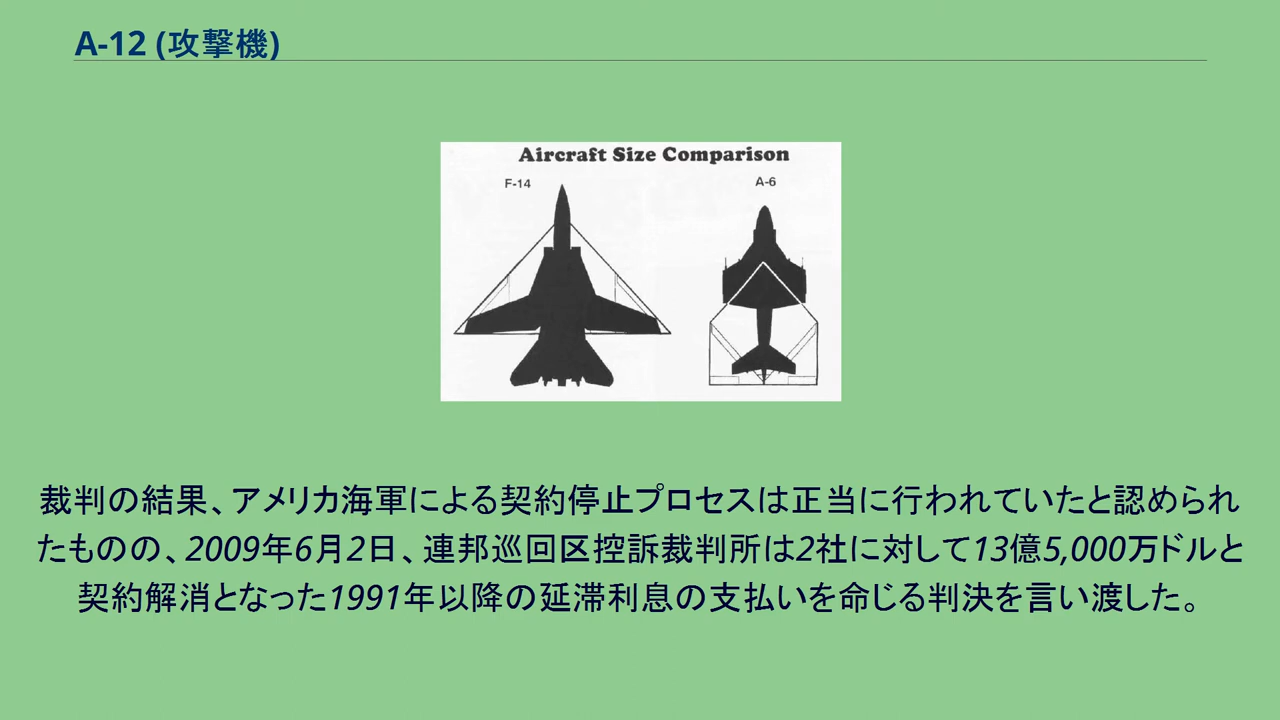 A-12 (攻撃機)
Aircraft Size Comparison
F-14
A-6
裁判の結果、アメリカ海軍による契約停止プロセスは正当に行われていたと認められ
たものの、2009年6月2日、連邦巡回区控訴裁判所は2社に対して13億5,000万ドルと
契約解消となった1991年以降の延滞利息の支払いを命じる判決を言い渡した。